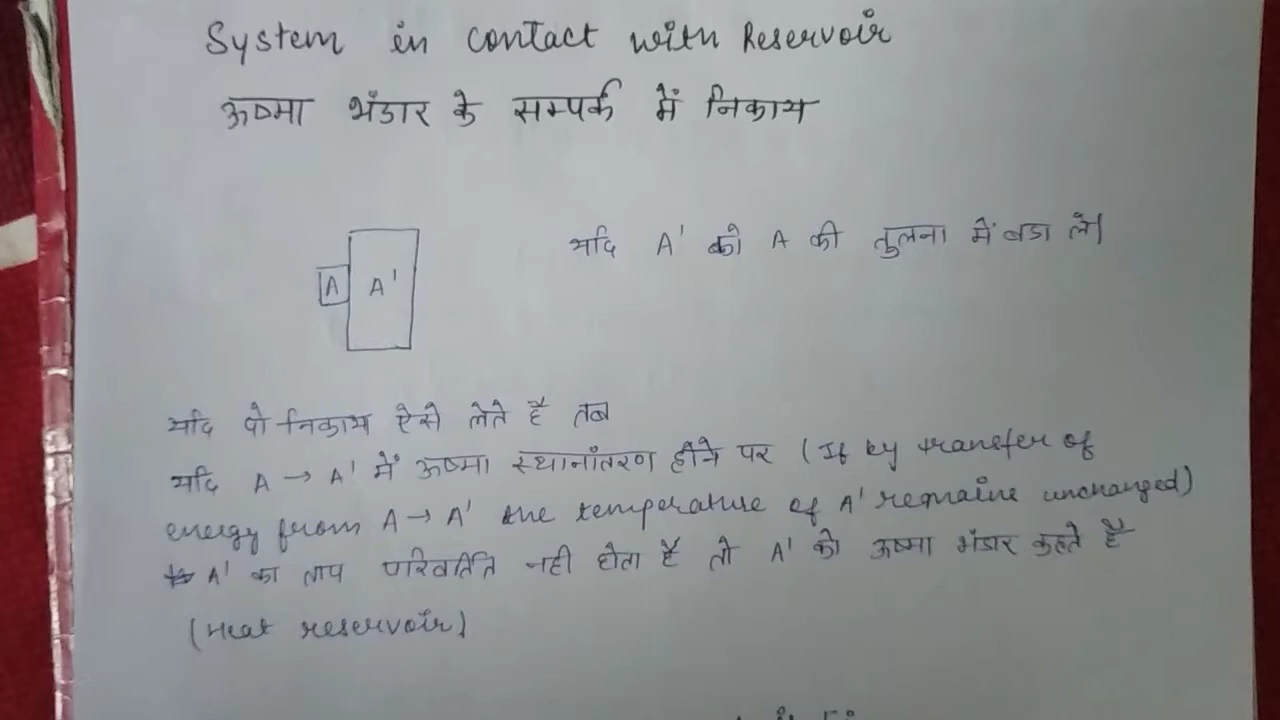 System in contact with Reservoir
ऊष्मा भंडार के सम्पर्क में निकाय
यदि A' को A की तुलना में बडा लें।
A A'
यदि दो निकाय ऐसे लेते है तब
यदि A → A' में ऊष्मा स्थानांतरण होने पर (If by transfer of
energy from A → A' the temperature of A' remains unchanged)
A' का ताप परिवर्तित नही होता है तो A' को ऊष्मा भंडार कहते है
(Heat reservoir)